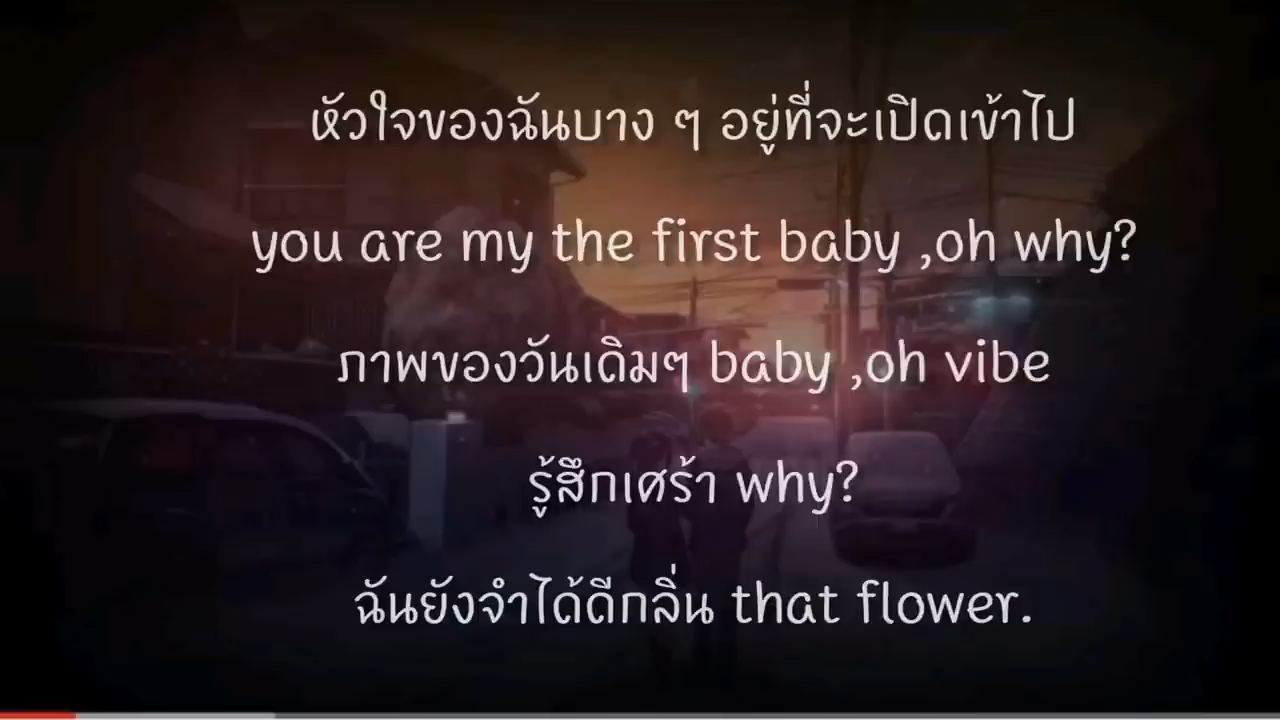 หัวใจของฉันบาง ๆ อยู่ที่จะเปิดเข้าไป
you are my the first baby ,oh why?
ภาพของวันเดิมๆ baby ,oh vibe
รู้สึกเศร้า why?
ฉันยังจำได้ดีกลิ่น that flower.